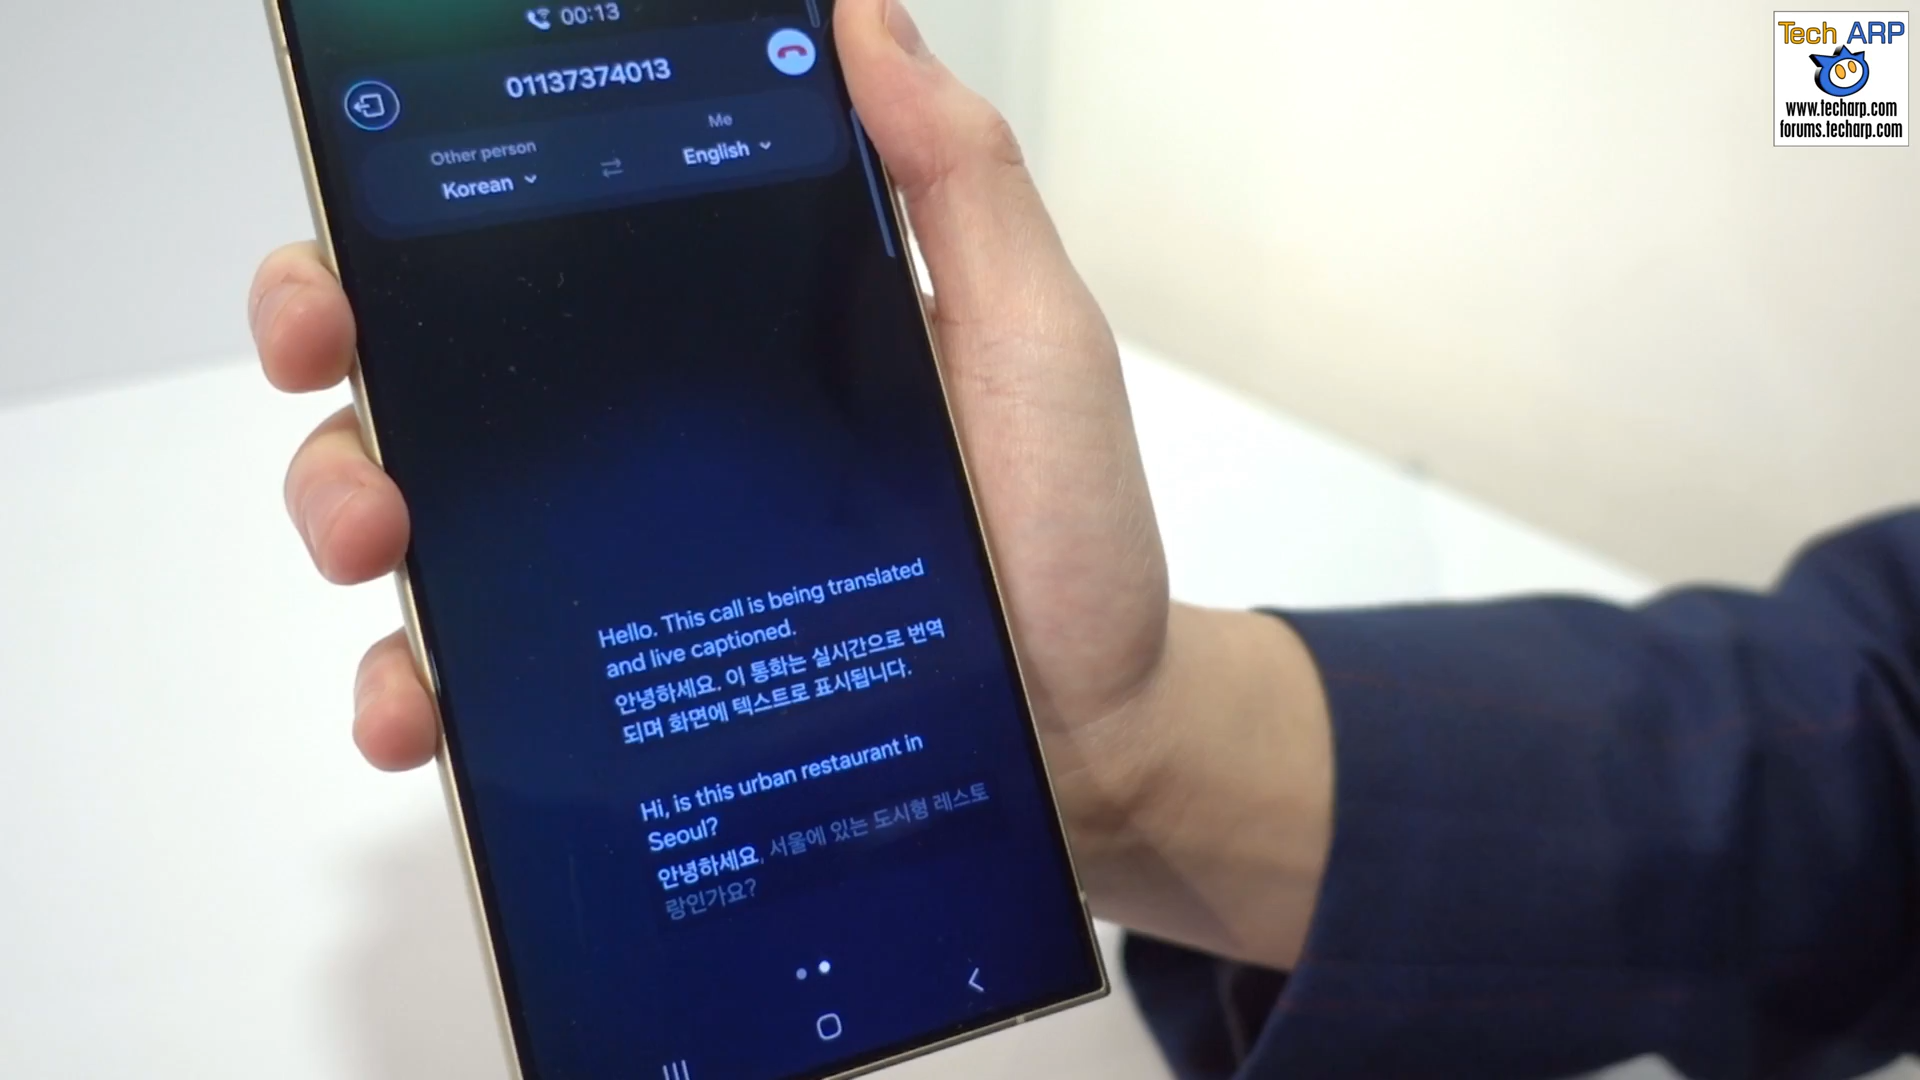 Tech ARP
www.techarp.com
forums.techarp.com
00:13
01137374013
Other person
Korean
Me
English
Hello. This call is being translated
and live captioned.
안녕하세요. 이 통화는 실시간으로 번역
되며 화면에 텍스트로 표시됩니다.
Hi, is this urban restaurant in
Seoul?
안녕하세요, 서울에 있는 도시형 레스토
랑인가요?